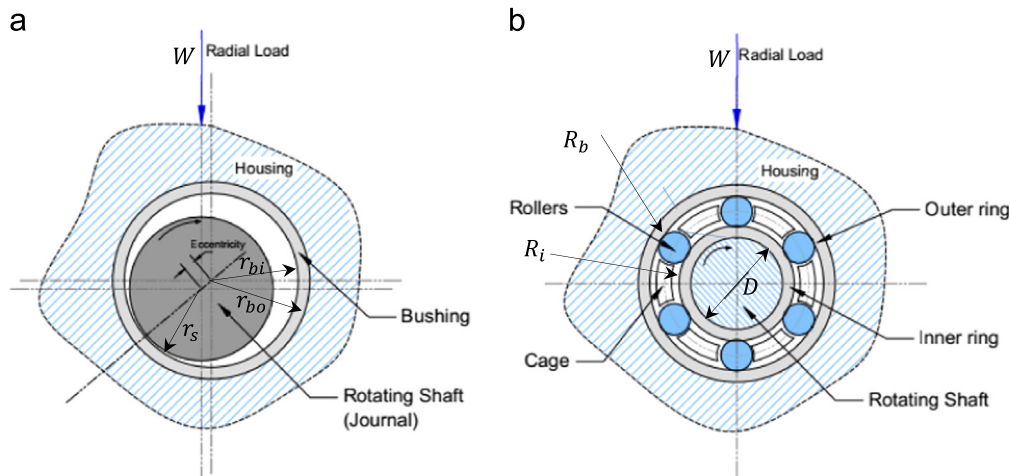 a
W Radial Load
Housing
Eccentricity
r_bi
r_bo
r_s
Bushing
Rotating Shaft
(Journal)
b
W Radial Load
R_b
Housing
Rollers
Outer ring
R_i
D
Cage
Inner ring
Rotating Shaft